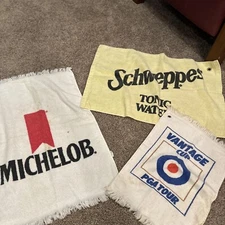 Schweppes
TONIC
WATER
MICHELOB.
VANTAGE
CUP
PGA TOUR